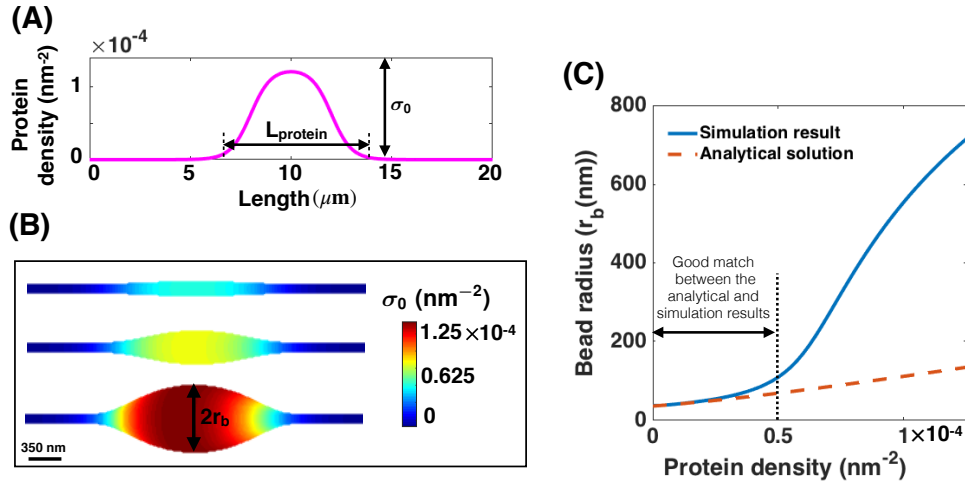 (A)
×10⁻⁴
Protein
density (nm⁻²)
1
0
σ₀
L_protein
0
5
10
15
20
Length (μm)
(B)
σ₀ (nm⁻²)
1.25 ×10⁻⁴
0.625
0
2r_b
350 nm
(C)
Bead radius (r_b(nm))
800
600
400
200
0
Simulation result
Analytical solution
Good match
between the
analytical and
simulation results
0
0.5
1 ×10⁻⁴
Protein density (nm⁻²)